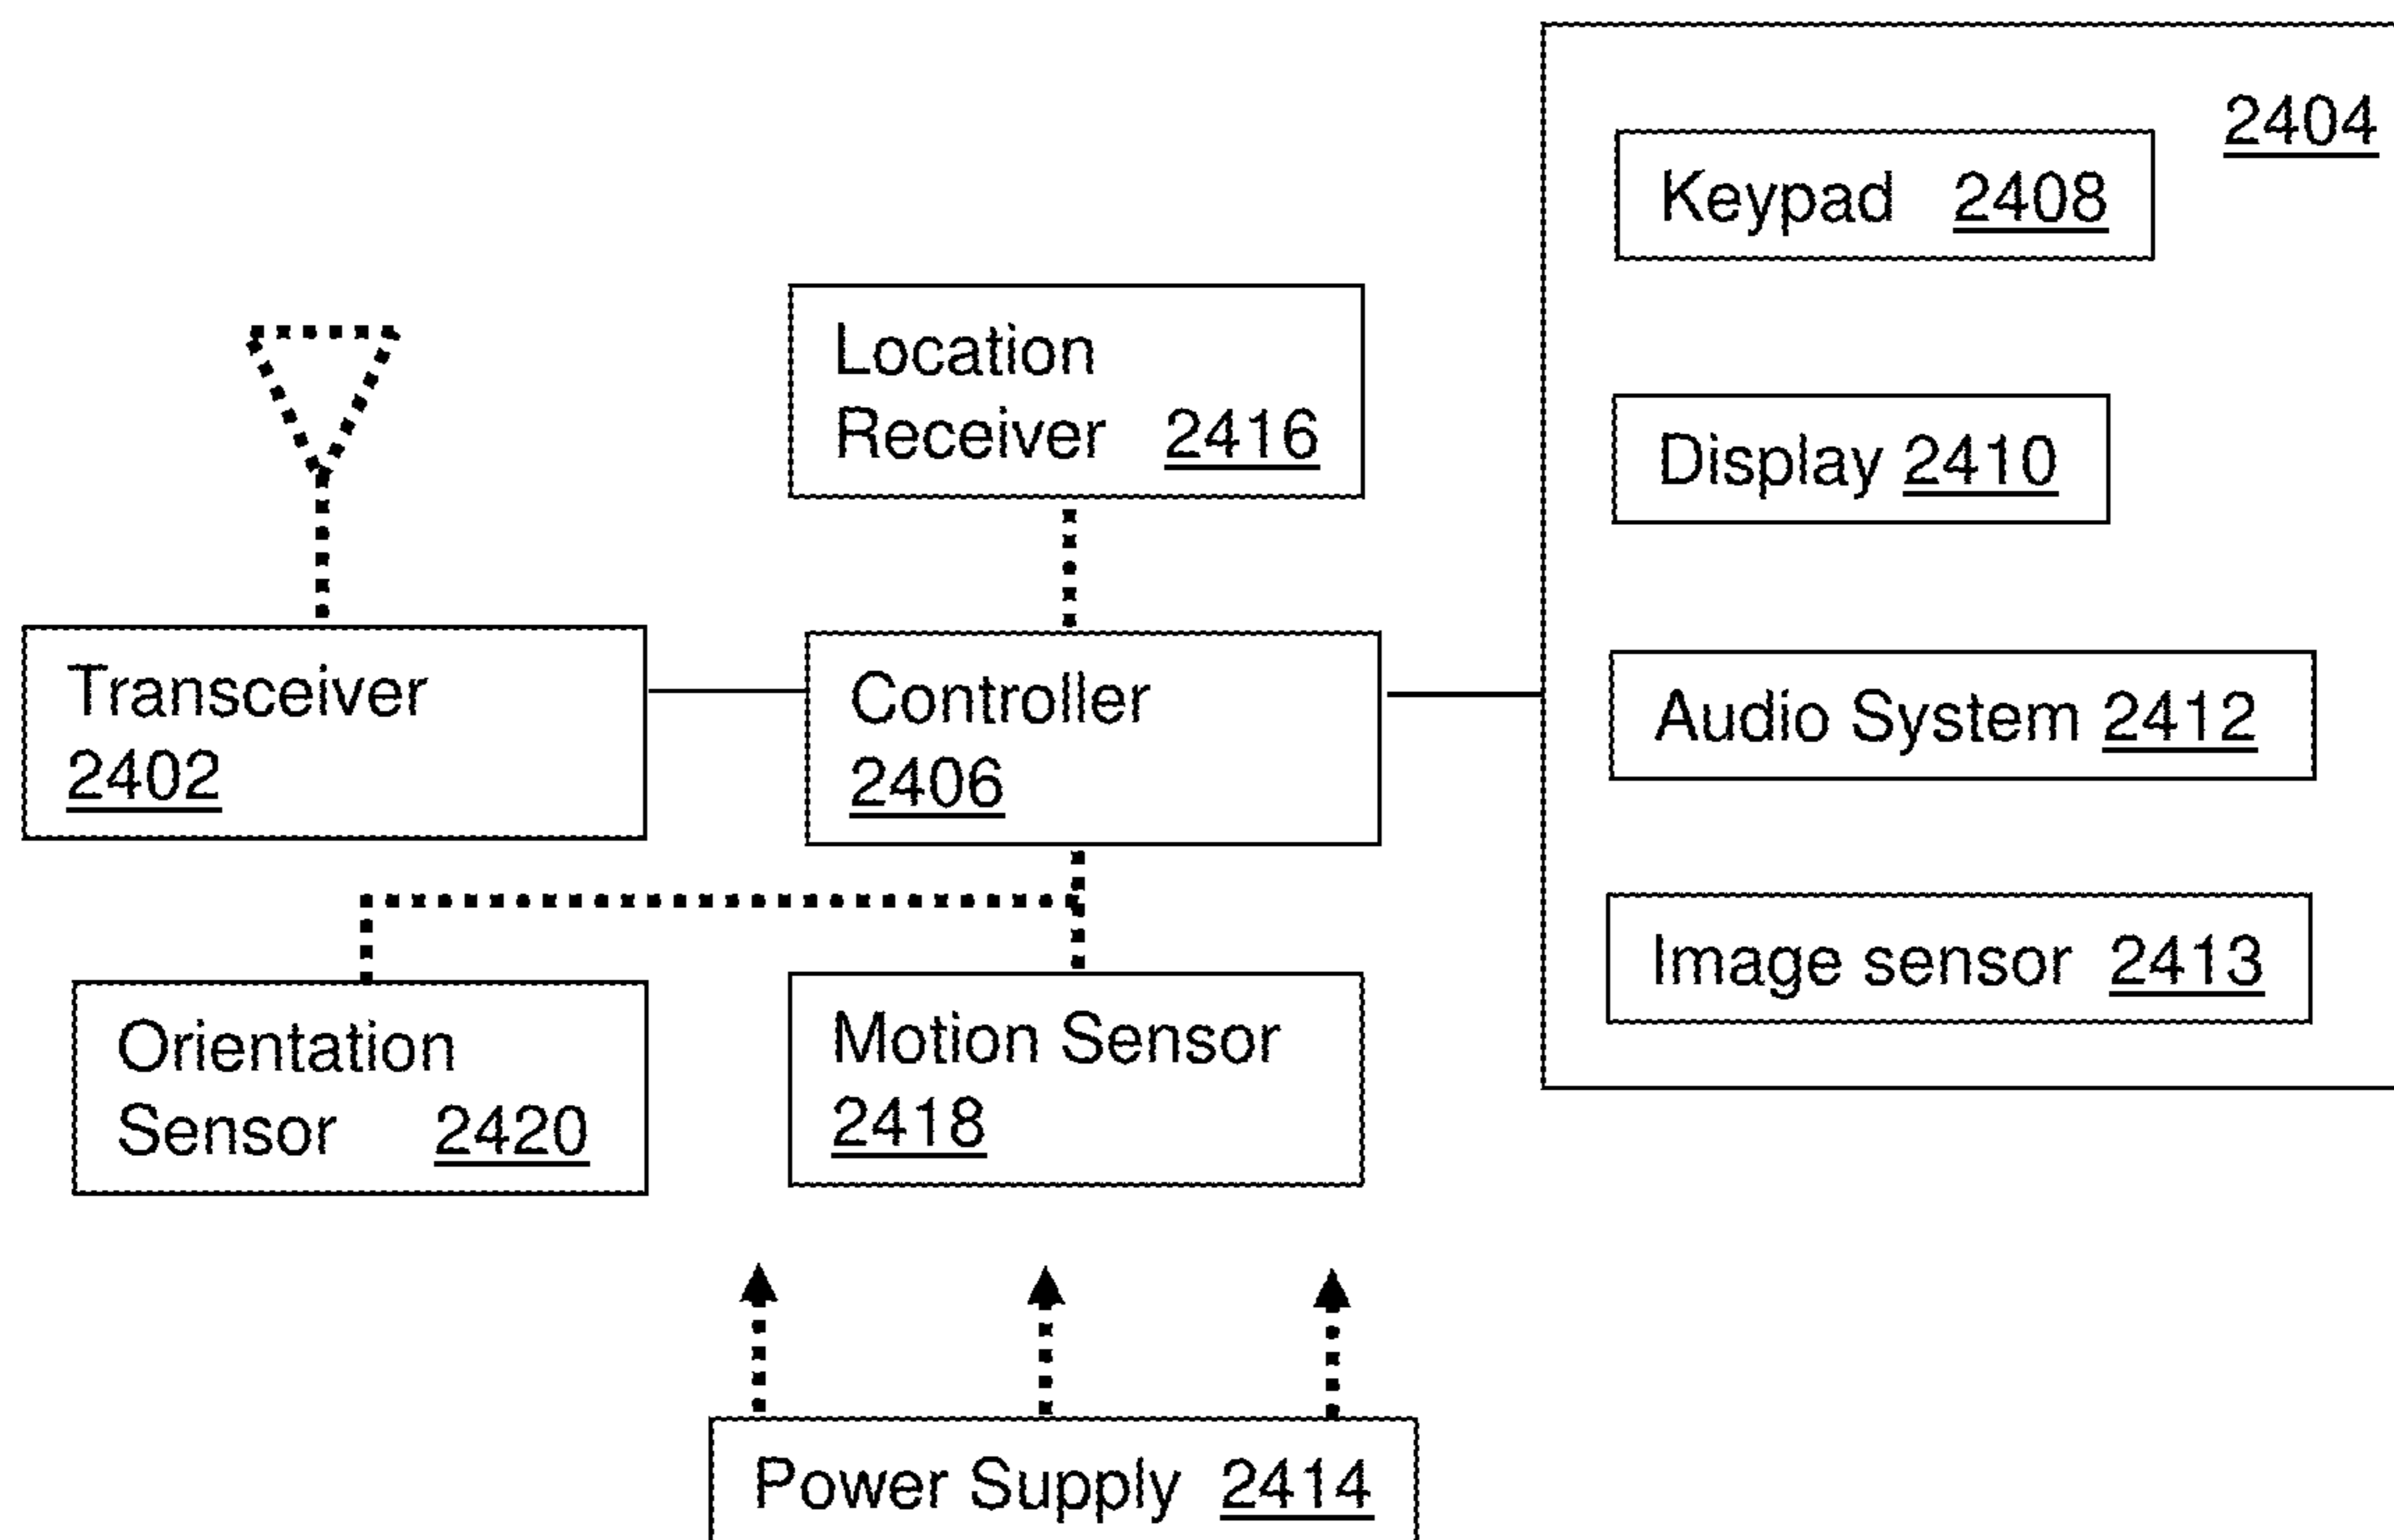 2404
Keypad 2408
Location
Receiver 2416
Display 2410
Transceiver
2402
Controller
2406
Audio System 2412
Image sensor 2413
Orientation
Sensor 2420
Motion Sensor
2418
Power Supply 2414